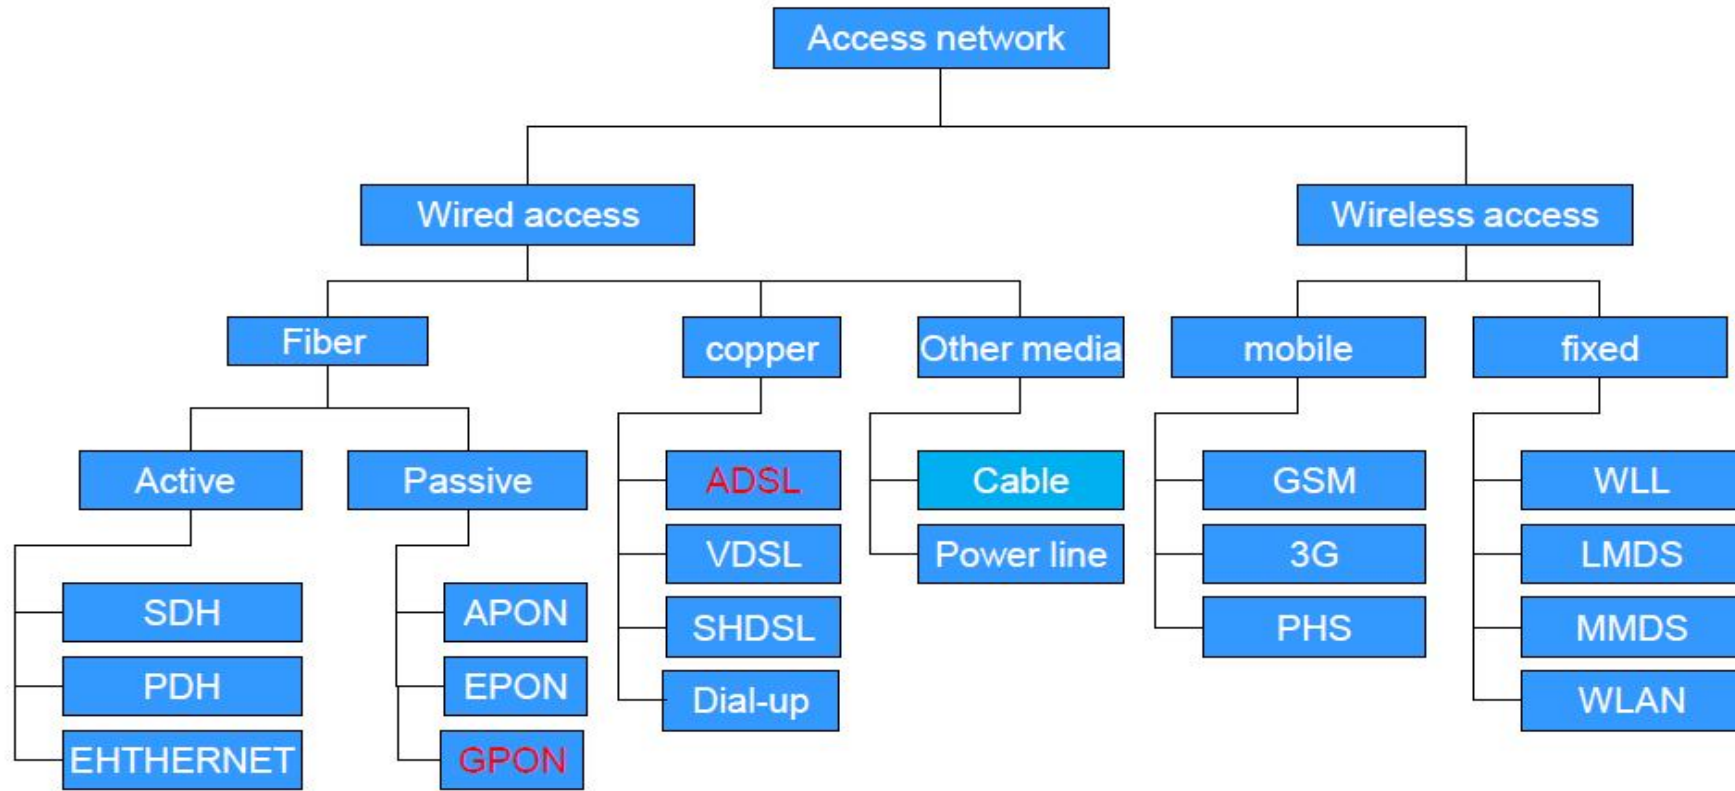 Access network
Wired access
Wireless access
Fiber
copper
Other media
mobile
fixed
Active
Passive
ADSL
Cable
GSM
WLL
VDSL
Power line
3G
LMDS
SDH
APON
SHDSL
PHS
MMDS
PDH
EPON
Dial-up
WLAN
EHTHERNET
GPON